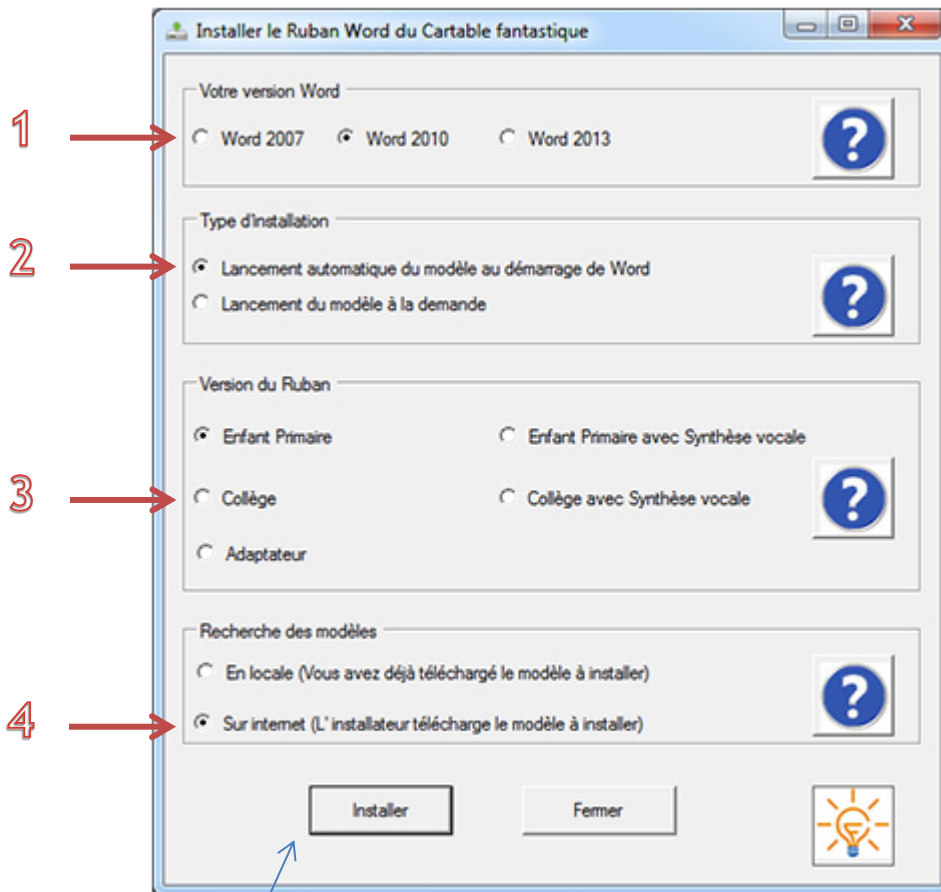 Installer le Ruban Word du Cartable fantastique
Votre version Word
1
Word 2007 Word 2010 Word 2013
?
Type d'installation
2
Lancement automatique du modèle au démarrage de Word
Lancement du modèle à la demande
?
Version du Ruban
Enfant Primaire Enfant Primaire avec Synthèse vocale
3
Collège Collège avec Synthèse vocale
?
Adaptateur
Recherche des modèles
En locale (Vous avez déjà téléchargé le modèle à installer)
?
4
Sur internet (L' installateur télécharge le modèle à installer)
Installer Fermer